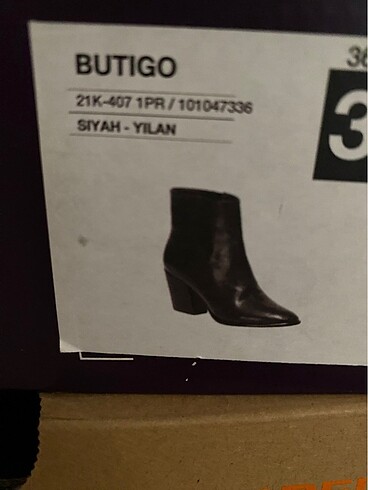 BUTIGO
36
21K-407 1PR / 101047336
3
SIYAH - YILAN